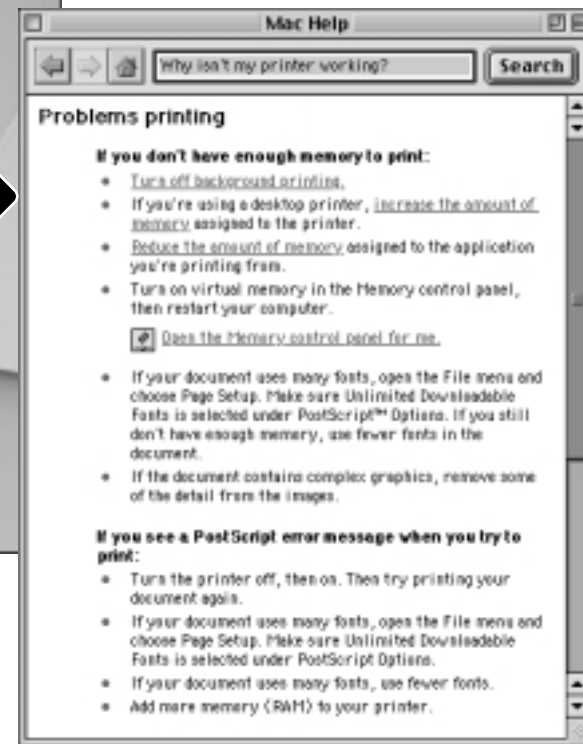 Mac Help
Why isn't my printer working?
Search
Problems printing
If you don't have enough memory to print:
• Turn off background printing.
• If you're using a desktop printer, increase the amount of
memory assigned to the printer.
• Reduce the amount of memory assigned to the application
you're printing from.
• Turn on virtual memory in the Memory control panel,
then restart your computer.
Open the Memory control panel for me.
• If your document uses many fonts, open the File menu and
choose Page Setup. Make sure Unlimited Downloadable
Fonts is selected under PostScript™ Options. If you still
don't have enough memory, use fewer fonts in the
document.
• If the document contains complex graphics, remove some
of the detail from the images.
If you see a PostScript error message when you try to
print:
• Turn the printer off, then on. Then try printing your
document again.
• If your document uses many fonts, open the File menu and
choose Page Setup. Make sure Unlimited Downloadable
Fonts is selected under PostScript Options.
• If your document uses many fonts, use fewer fonts.
• Add more memory (RAM) to your printer.